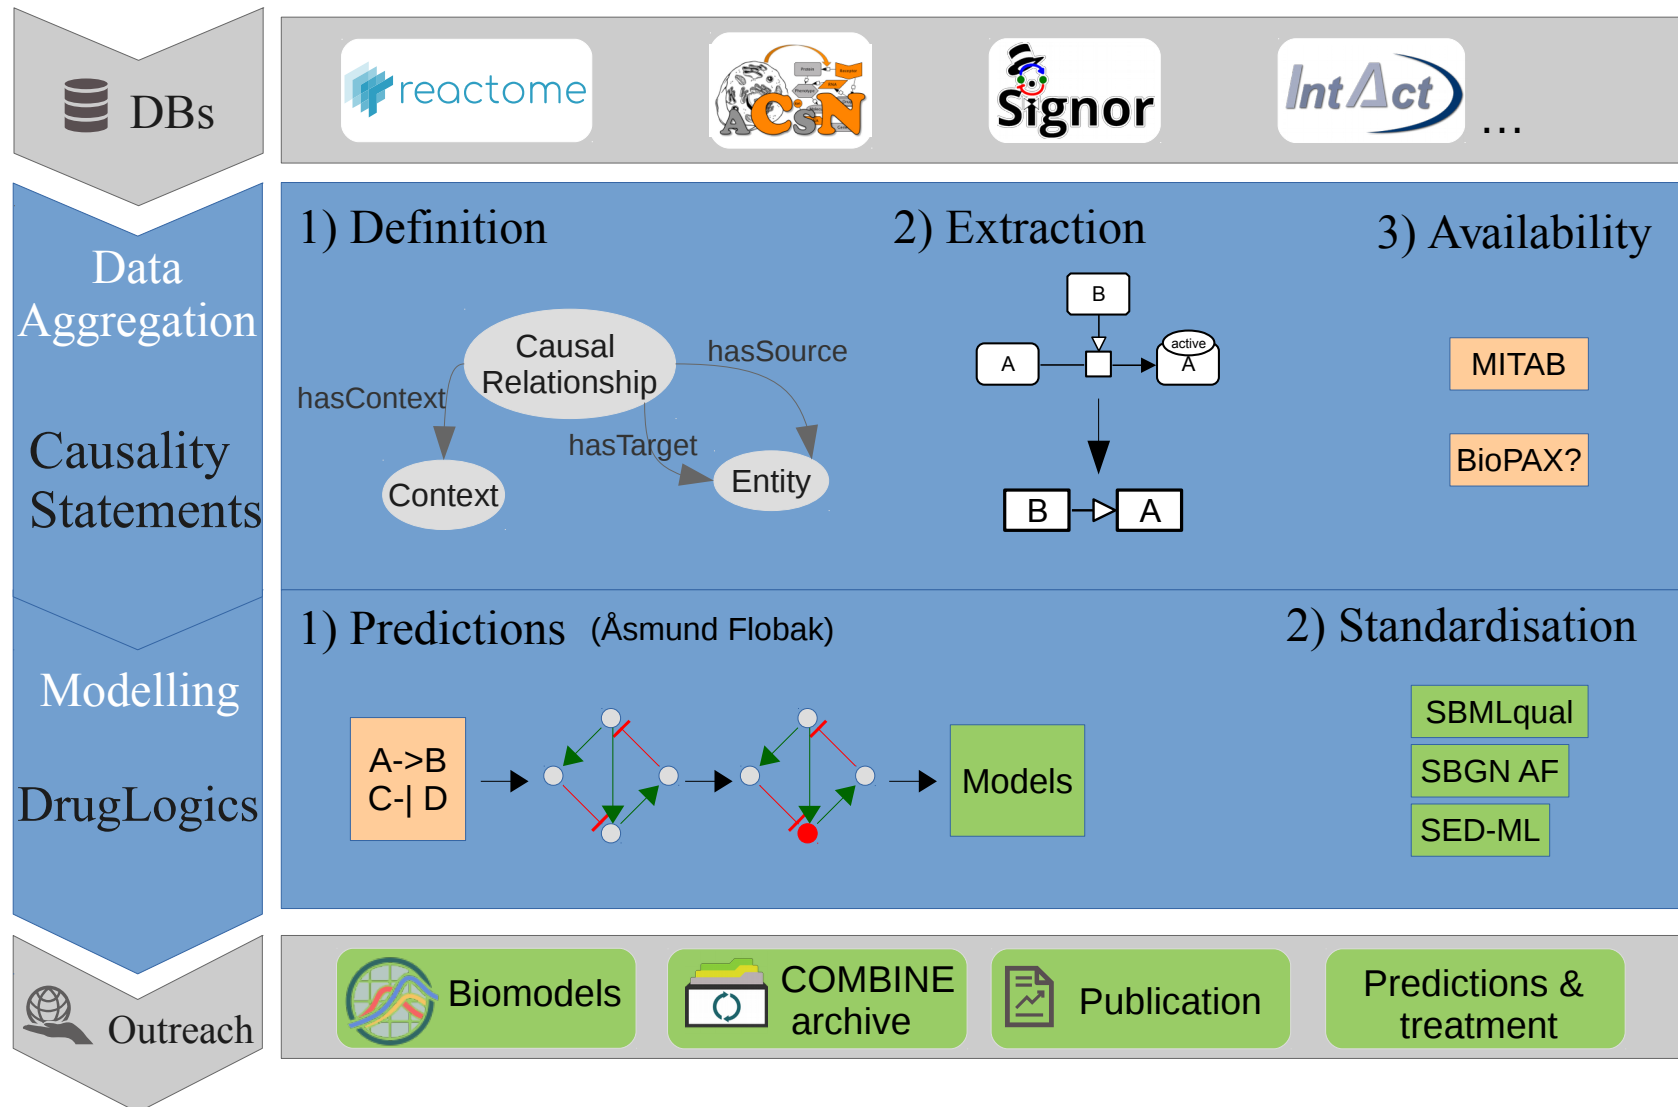 DBs
reactome
ACSN
Signor
IntAct
...
Data
Aggregation
Causality
Statements
1) Definition
Causal
Relationship
hasSource
hasContext
hasTarget
Context
Entity
2) Extraction
B
A
active
A
B
A
3) Availability
MITAB
BioPAX?
Modelling
DrugLogics
1) Predictions (Åsmund Flobak)
A->B
C-| D
Models
2) Standardisation
SBMLqual
SBGN AF
SED-ML
Outreach
Biomodels
COMBINE
archive
Publication
Predictions &
treatment